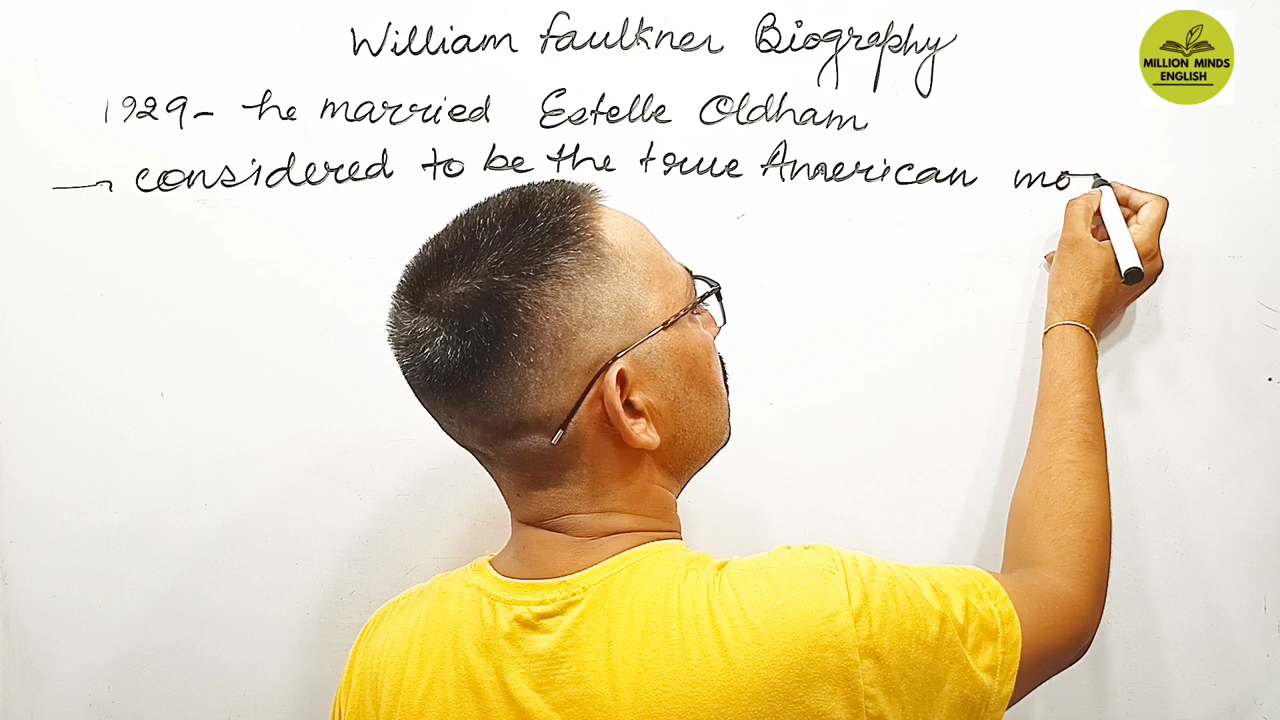 William Faulkner Biography
MILLION MINDS
ENGLISH
1929- he married Estelle Oldham
→ considered to be the true American mo